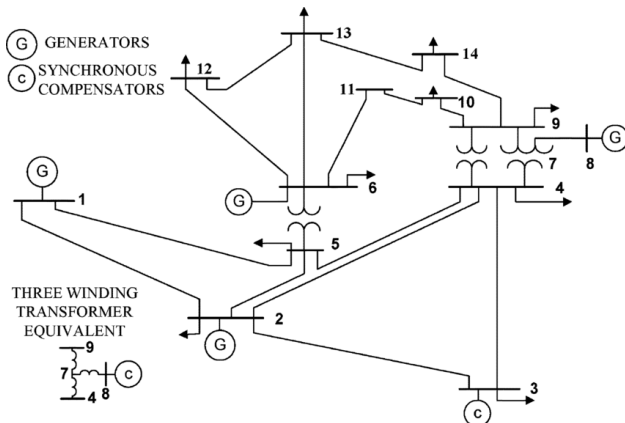 G GENERATORS
C SYNCHRONOUS
COMPENSATORS
13
14
12
11
10
9
G
7
8
G
1
G
6
4
5
THREE WINDING
TRANSFORMER
EQUIVALENT
2
G
9
7
8
C
4
3
C